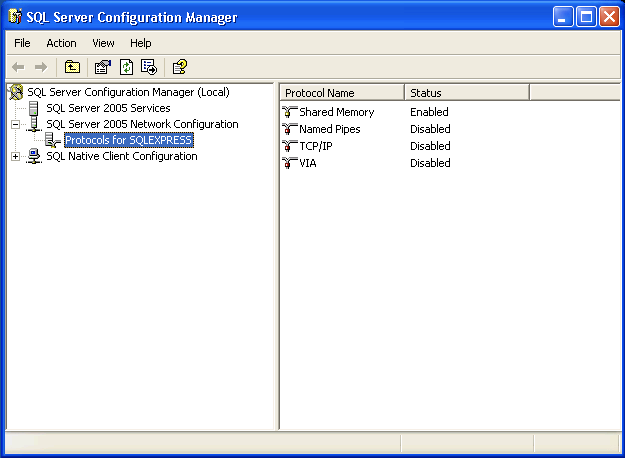 SQL Server Configuration Manager
File Action View Help
SQL Server Configuration Manager (Local)
SQL Server 2005 Services
SQL Server 2005 Network Configuration
Protocols for SQLEXPRESS
SQL Native Client Configuration
Protocol Name Status
Shared Memory Enabled
Named Pipes Disabled
TCP/IP Disabled
VIA Disabled